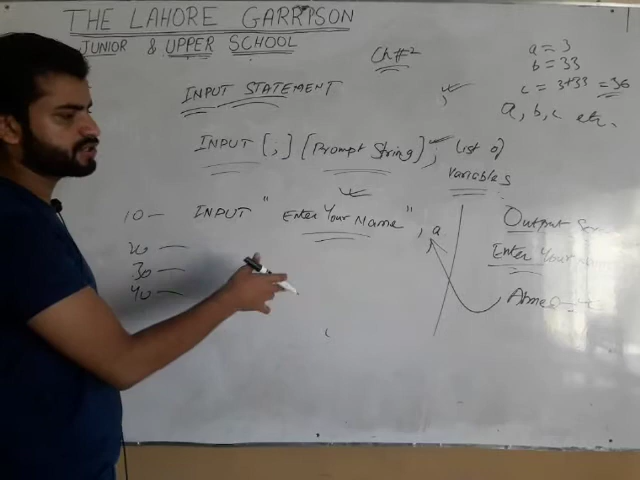 THE LAHORE GARRISON
JUNIOR & UPPER SCHOOL
Ch#2
INPUT STATEMENT
a = 3
b = 33
c = 3+33 = 36
a, b, c etc.
INPUT [;] [Prompt String] ; List of
Variables
10 — INPUT "Enter Your Name" , a
20 —
30 —
40 —
Output
Enter Your